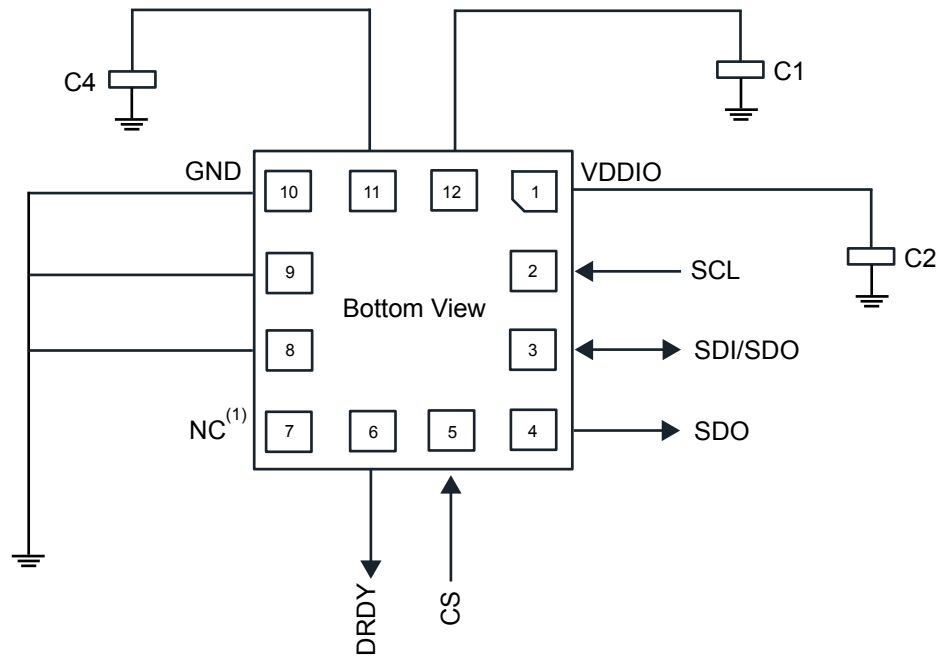 C4
C1
GND
VDDIO
10
11
12
1
C2
9
2
SCL
Bottom View
8
3
SDI/SDO
NC(1)
7
6
5
4
SDO
DRDY
CS